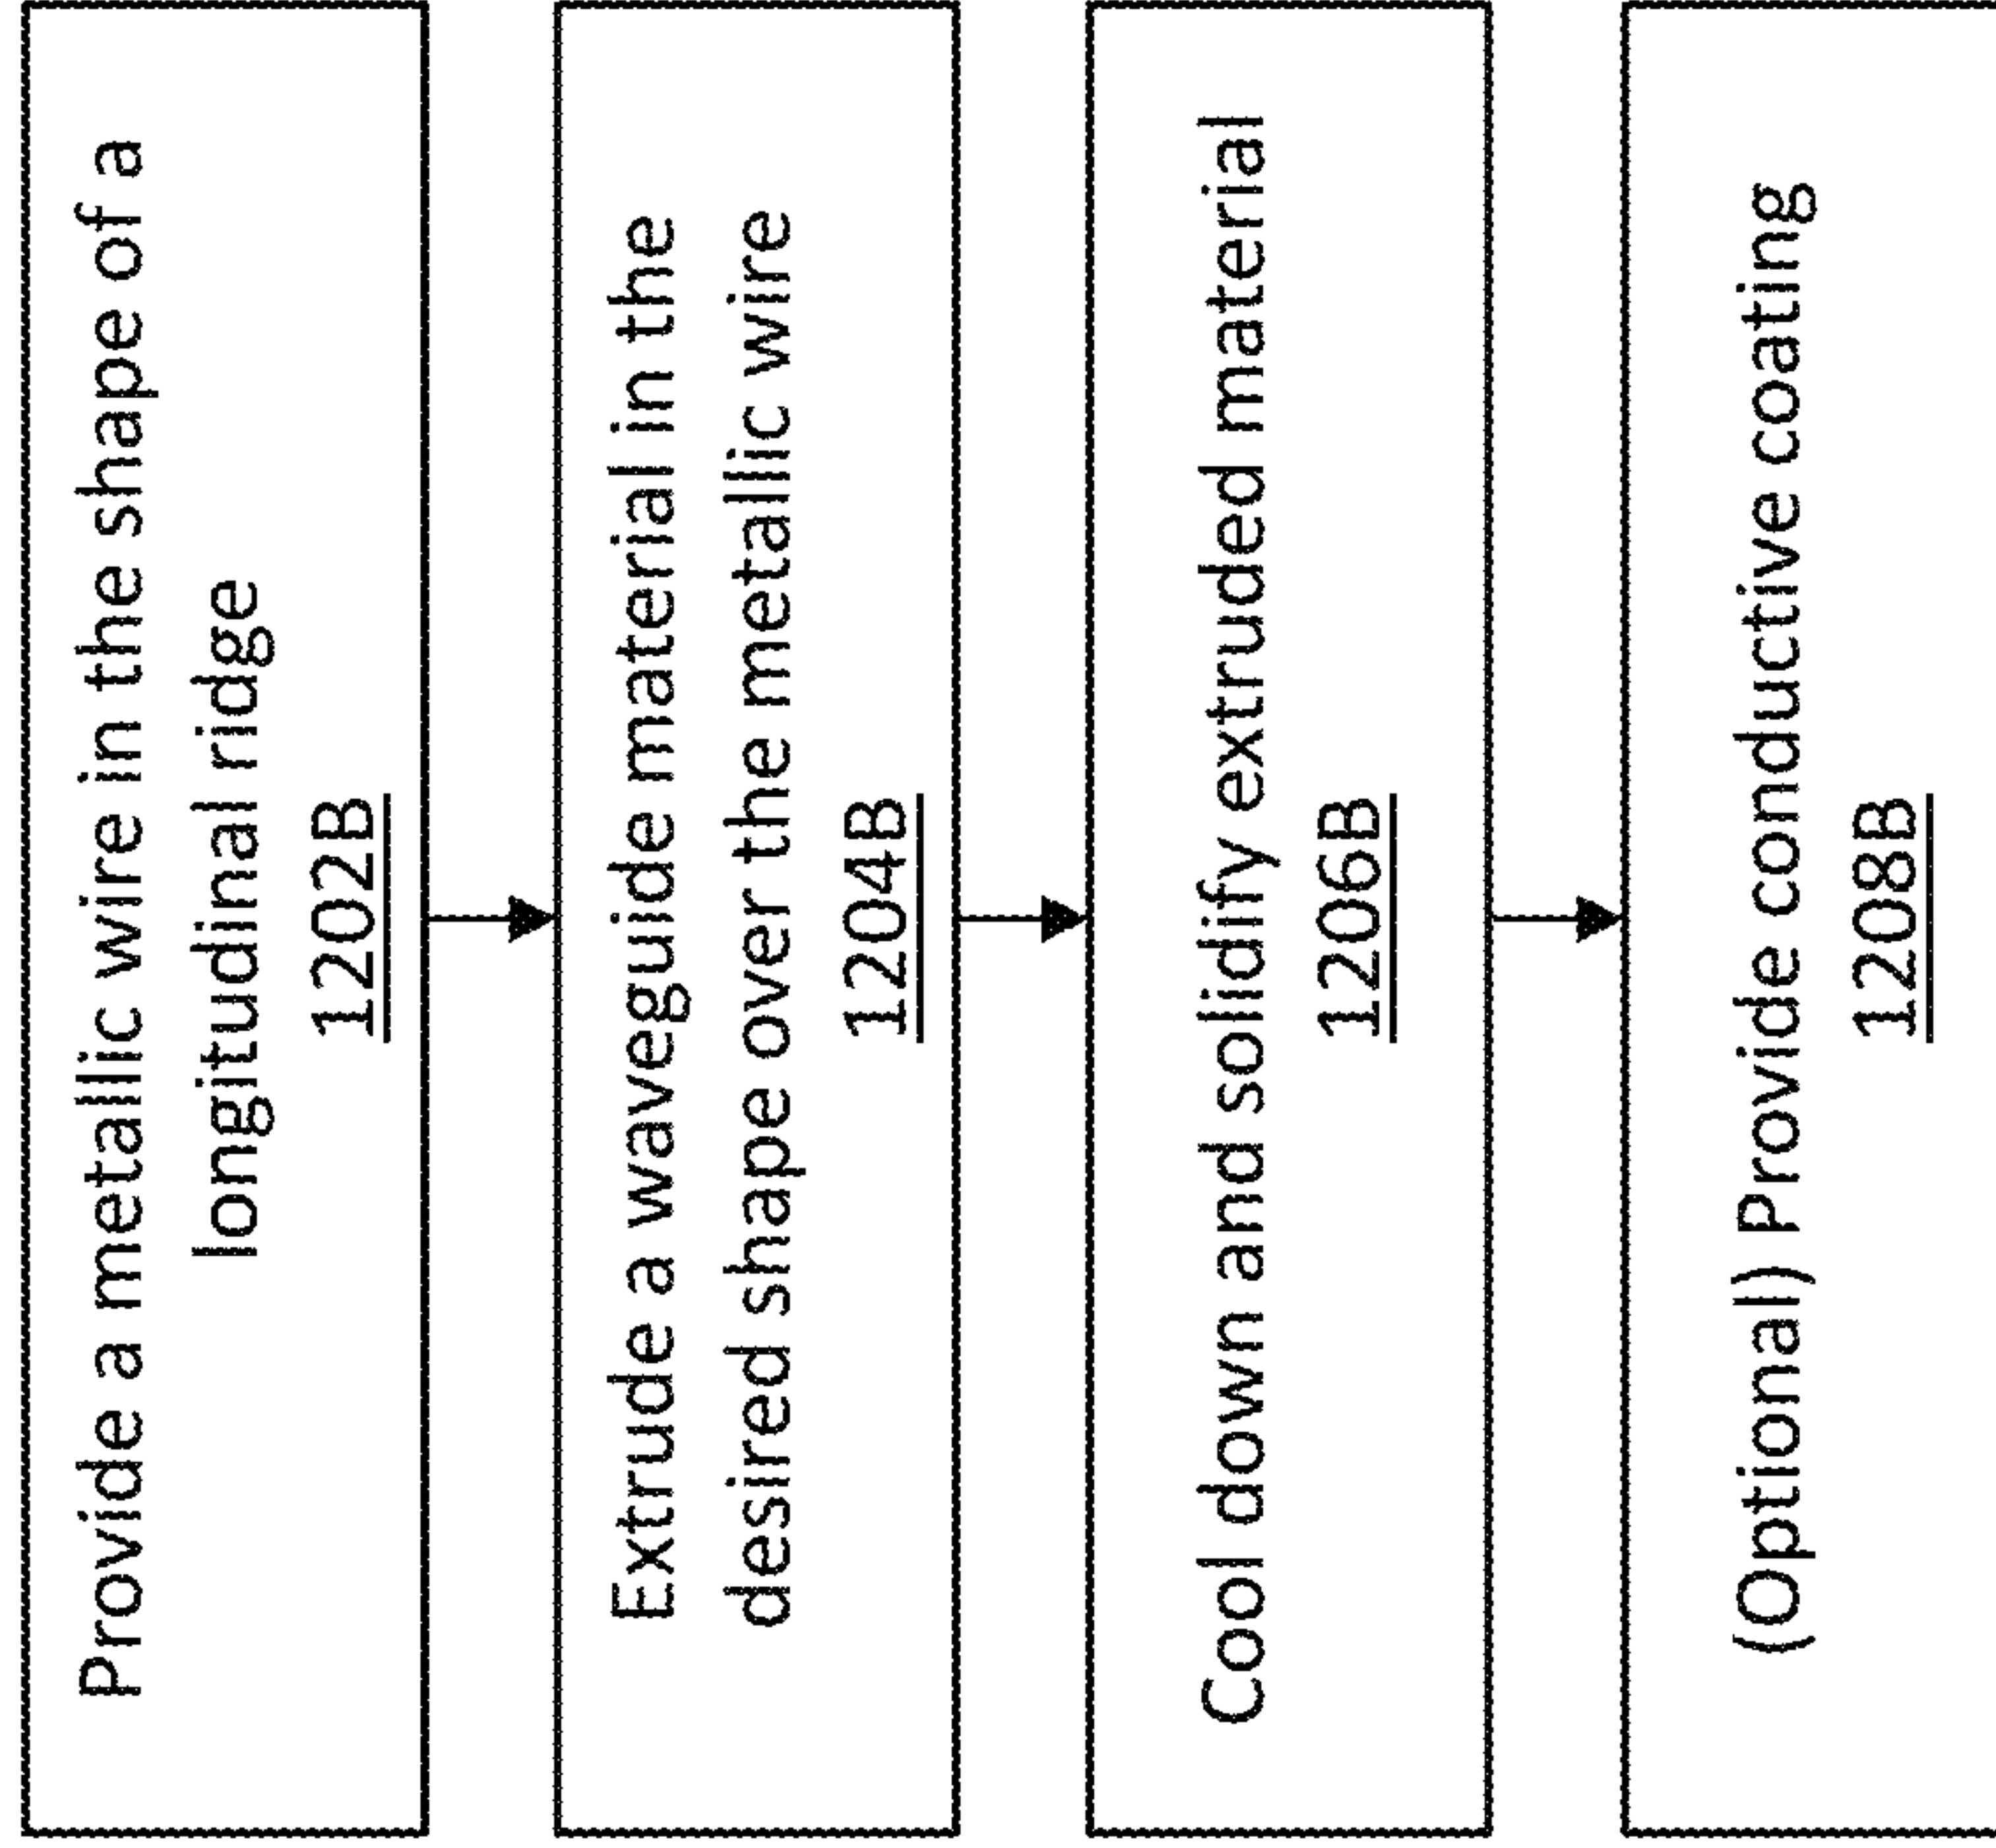 Provide a metallic wire in the shape of a
longitudinal ridge
1202B
Extrude a waveguide material in the
desired shape over the metallic wire
1204B
Cool down and solidify extruded material
1206B
(Optional) Provide conductive coating
1208B